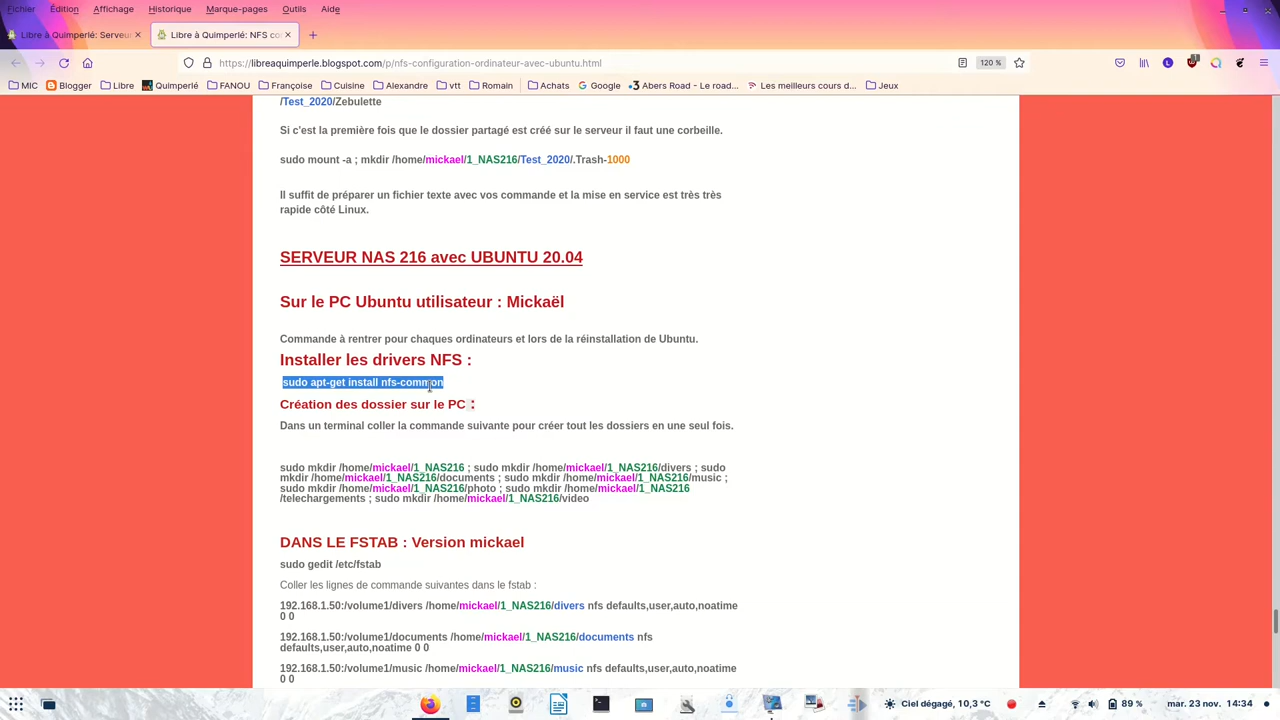 Fichier Édition Affichage Historique Marque-pages Outils Aide
Libre à Quimperlé: Serveur
Libre à Quimperlé: NFS co
https://libreaquimperle.blogspot.com/p/nfs-configuration-ordinateur-avec-ubuntu.html
120 %
MIC Blogger Libre Quimperlé FANOU Françoise Cuisine Alexandre vtt Romain Achats Google Abers Road - Le road... Les meilleurs cours d... Jeux
/Test_2020/Zebulette
Si c'est la première fois que le dossier partagé est créé sur le serveur il faut une corbeille.
sudo mount -a ; mkdir /home/mickael/1_NAS216/Test_2020/.Trash-1000
Il suffit de préparer un fichier texte avec vos commande et la mise en service est très très
rapide côté Linux.
SERVEUR NAS 216 avec UBUNTU 20.04
Sur le PC Ubuntu utilisateur : Mickaël
Commande à rentrer pour chaques ordinateurs et lors de la réinstallation de Ubuntu.
Installer les drivers NFS :
sudo apt-get install nfs-common
Création des dossier sur le PC :
Dans un terminal coller la commande suivante pour créer tout les dossiers en une seul fois.
sudo mkdir /home/mickael/1_NAS216 ; sudo mkdir /home/mickael/1_NAS216/divers ; sudo
mkdir /home/mickael/1_NAS216/documents ; sudo mkdir /home/mickael/1_NAS216/music ;
sudo mkdir /home/mickael/1_NAS216/photo ; sudo mkdir /home/mickael/1_NAS216
/telechargements ; sudo mkdir /home/mickael/1_NAS216/video
DANS LE FSTAB : Version mickael
sudo gedit /etc/fstab
Coller les lignes de commande suivantes dans le fstab :
192.168.1.50:/volume1/divers /home/mickael/1_NAS216/divers nfs defaults,user,auto,noatime
0 0
192.168.1.50:/volume1/documents /home/mickael/1_NAS216/documents nfs
defaults,user,auto,noatime 0 0
192.168.1.50:/volume1/music /home/mickael/1_NAS216/music nfs defaults,user,auto,noatime
0 0
Ciel dégagé, 10,3 °C
89 %
mar. 23 nov. 14:34